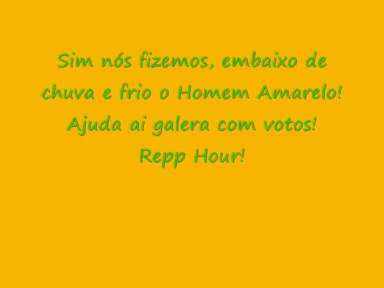 Sim nós fizemos, embaixo de
chuva e frio o Homem Amarelo!
Ajuda ai galera com votos!
Repp Hour!